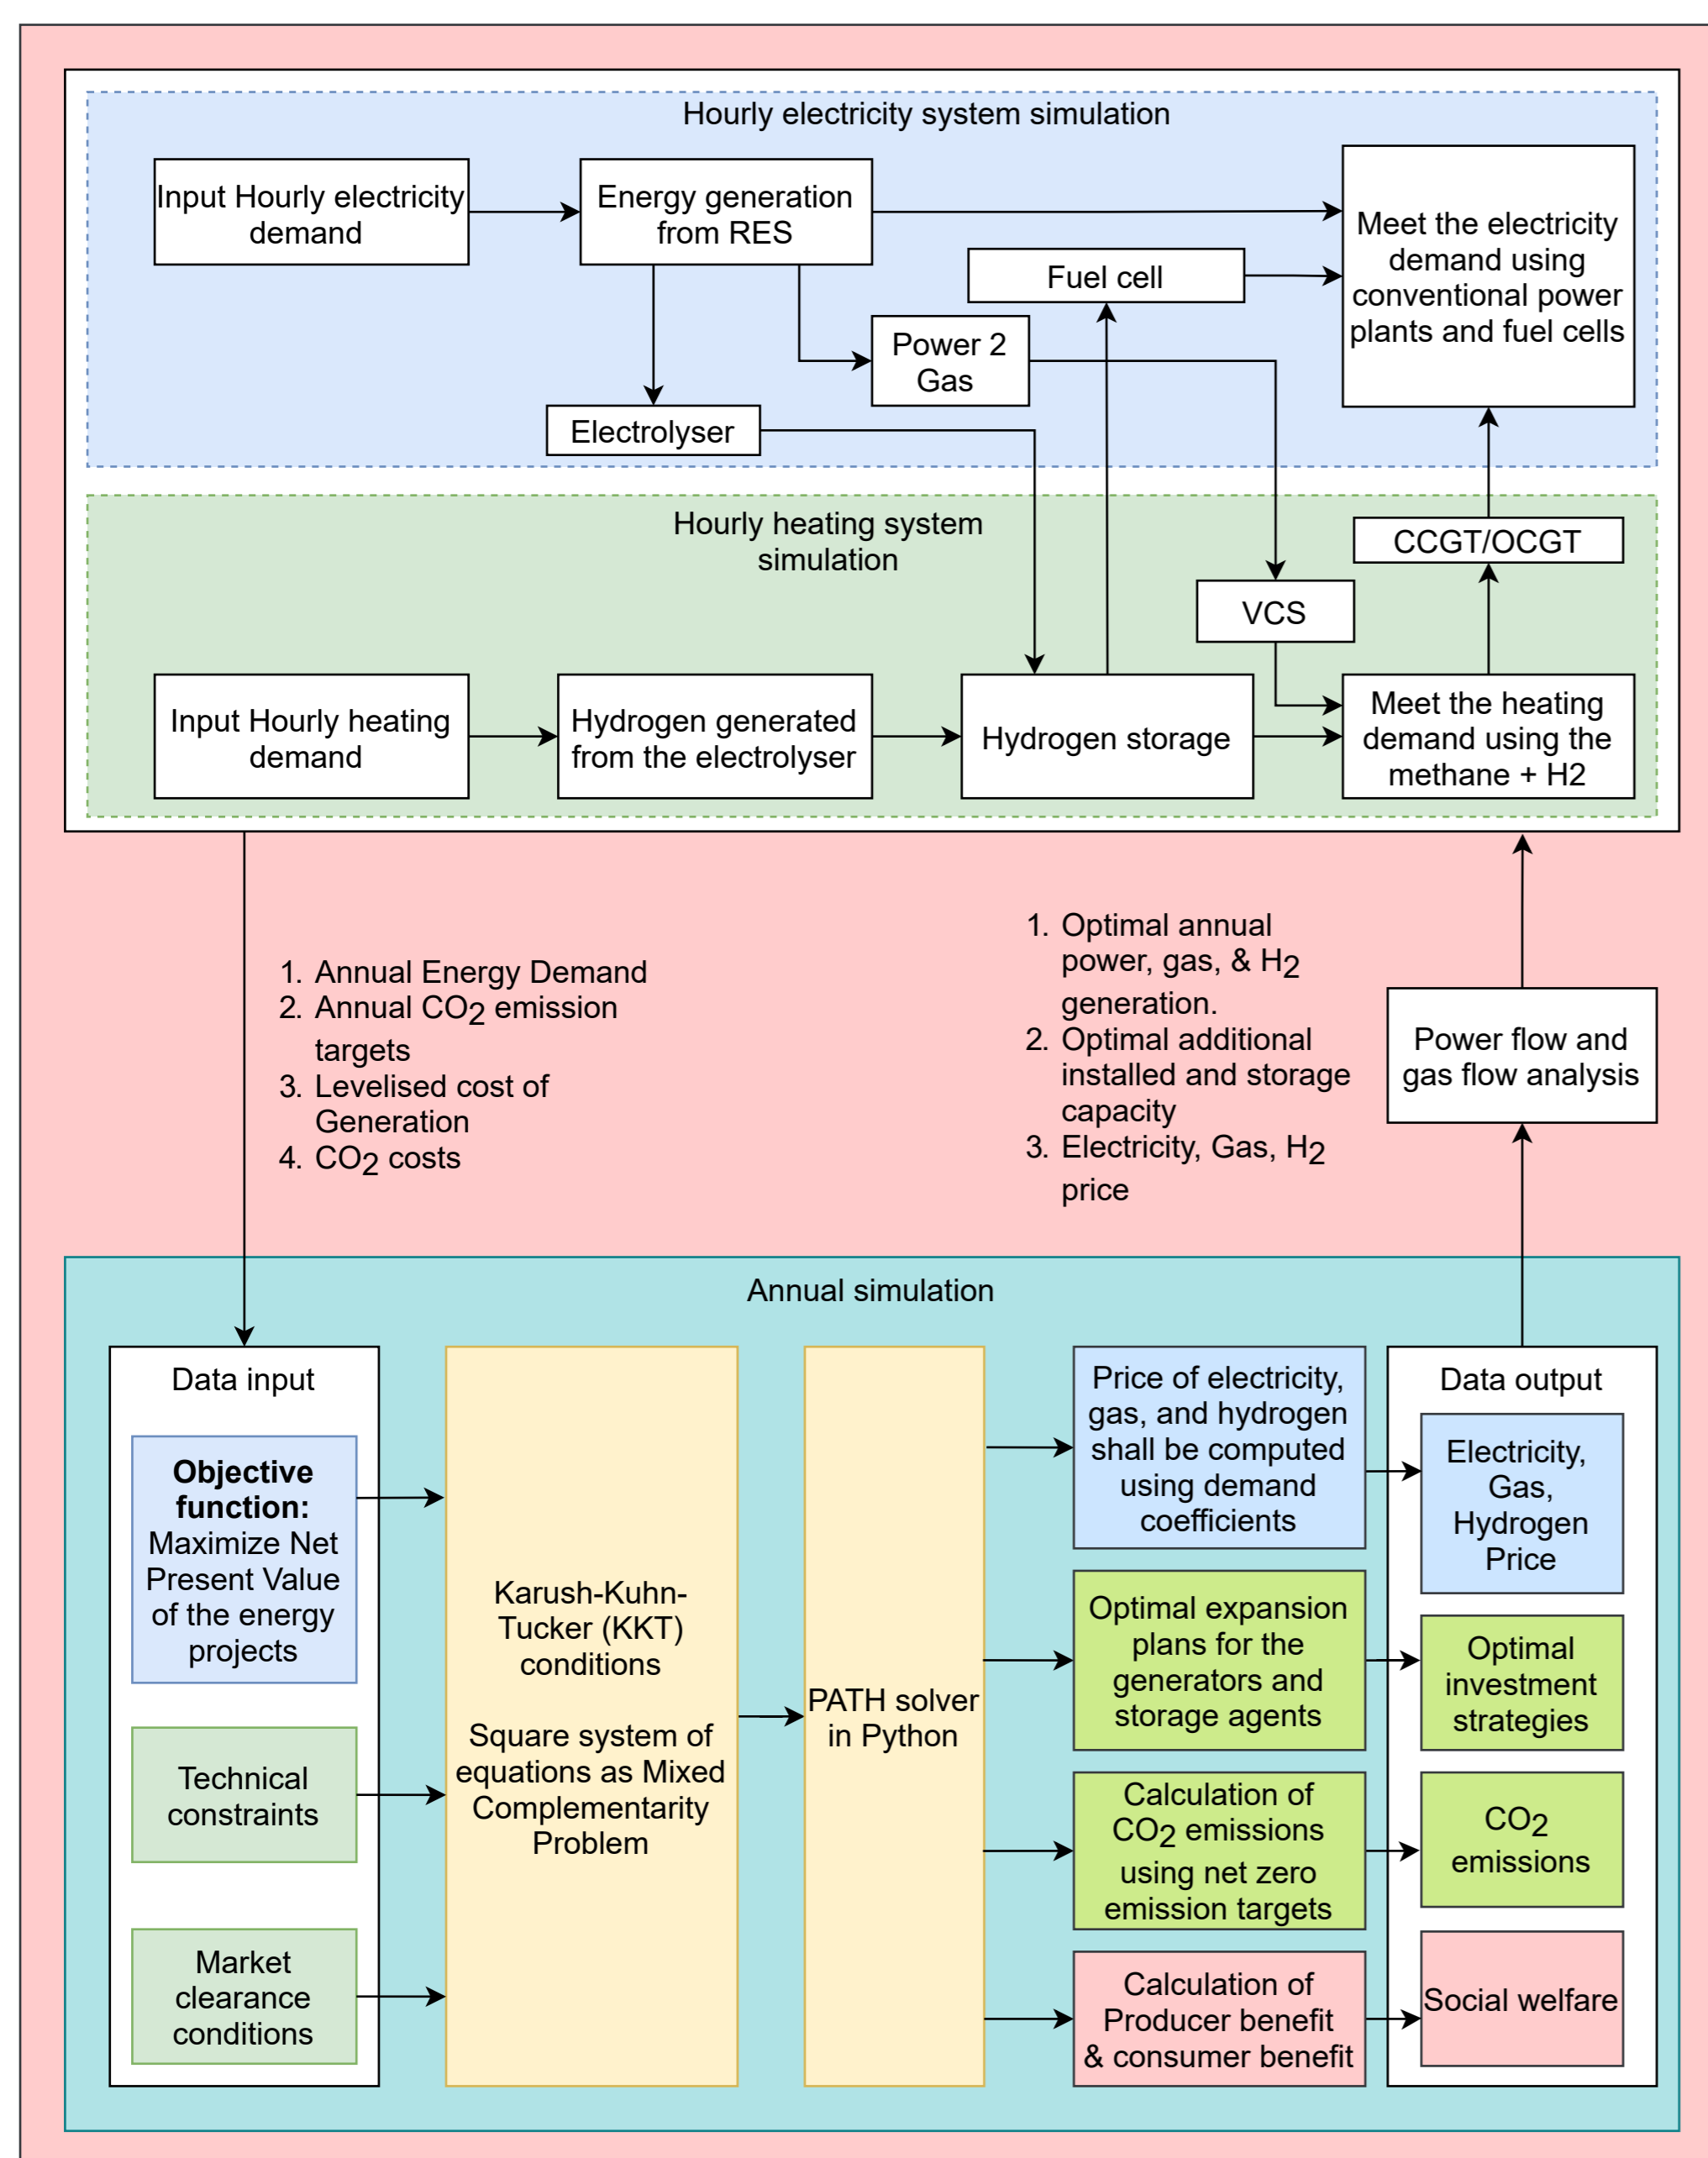 Hourly electricity system simulation
Input Hourly electricity
demand
Energy generation
from RES
Meet the electricity
demand using
conventional power
plants and fuel cells
Fuel cell
Power 2
Gas
Electrolyser
Hourly heating system
simulation
CCGT/OCGT
VCS
Input Hourly heating
demand
Hydrogen generated
from the electrolyser
Hydrogen storage
Meet the heating
demand using the
methane + H2
1. Annual Energy Demand
2. Annual CO2 emission
targets
3. Levelised cost of
Generation
4. CO2 costs
1. Optimal annual
power, gas, & H2
generation.
2. Optimal additional
installed and storage
capacity
3. Electricity, Gas, H2
price
Power flow and
gas flow analysis
Annual simulation
Data input
Objective
function:
Maximize Net
Present Value
of the energy
projects
Technical
constraints
Market
clearance
conditions
Karush-Kuhn-
Tucker (KKT)
conditions
Square system of
equations as Mixed
Complementarity
Problem
PATH solver
in Python
Price of electricity,
gas, and hydrogen
shall be computed
using demand
coefficients
Optimal expansion
plans for the
generators and
storage agents
Calculation of
CO2 emissions
using net zero
emission targets
Calculation of
Producer benefit
& consumer benefit
Data output
Electricity,
Gas,
Hydrogen
Price
Optimal
investment
strategies
CO2
emissions
Social welfare